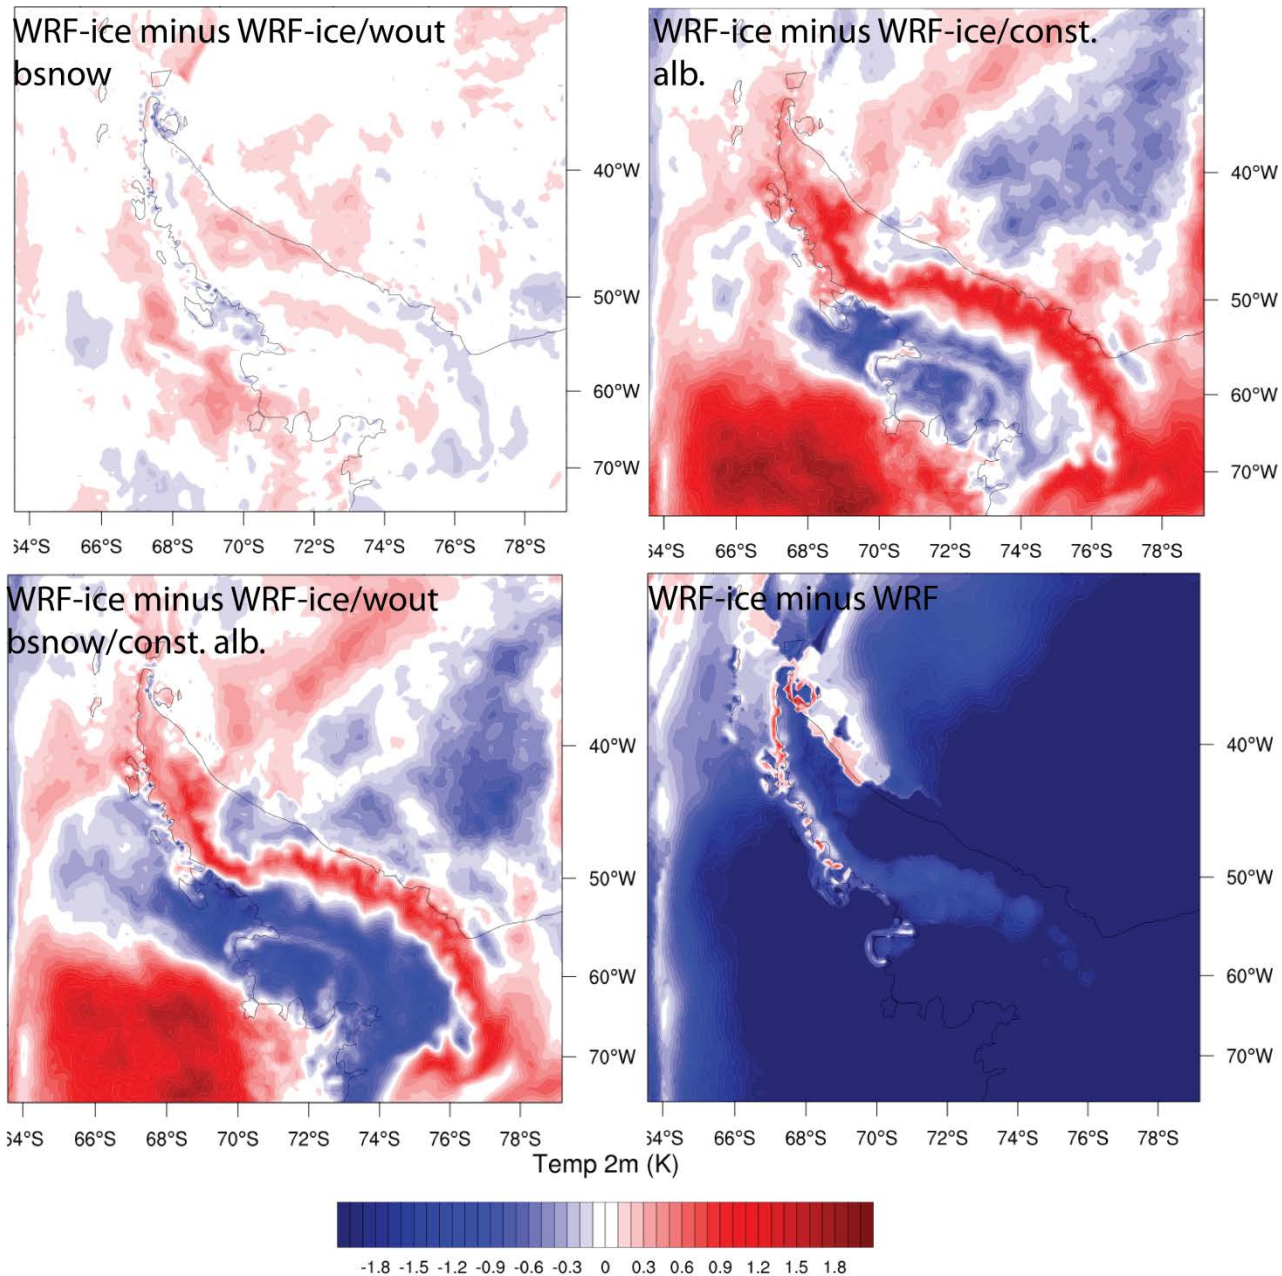 WRF-ice minus WRF-ice/wout
bsnow
40°W
50°W
60°W
70°W
54°S 66°S 68°S 70°S 72°S 74°S 76°S 78°S
WRF-ice minus WRF-ice/const.
alb.
40°W
50°W
60°W
70°W
54°S 66°S 68°S 70°S 72°S 74°S 76°S 78°S
WRF-ice minus WRF-ice/wout
bsnow/const. alb.
40°W
50°W
60°W
70°W
54°S 66°S 68°S 70°S 72°S 74°S 76°S 78°S
WRF-ice minus WRF
40°W
50°W
60°W
70°W
54°S 66°S 68°S 70°S 72°S 74°S 76°S 78°S
Temp 2m (K)
-1.8 -1.5 -1.2 -0.9 -0.6 -0.3 0 0.3 0.6 0.9 1.2 1.5 1.8